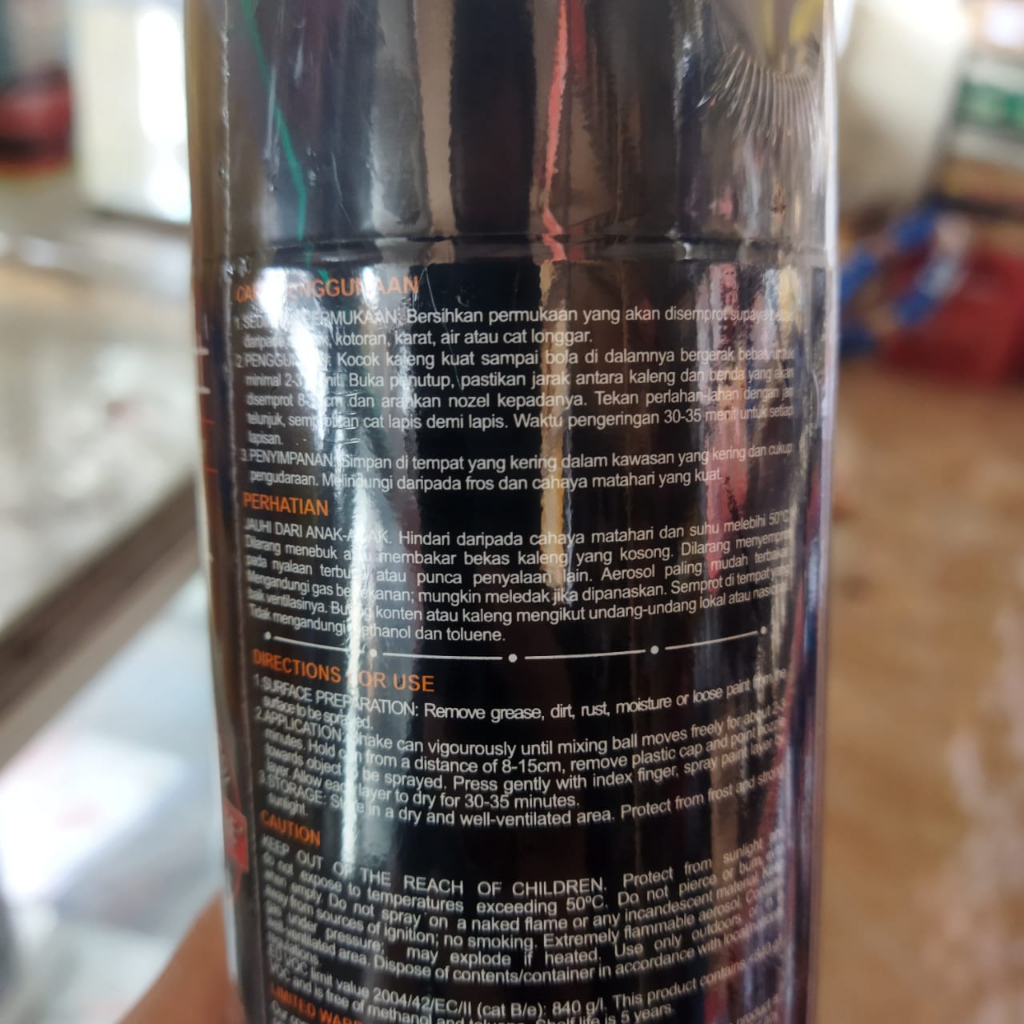 CARA PENGGUNAAN
PERMUKAAN: Bersihkan permukaan yang akan disemprot supaya
kotoran, karat, air atau cat longgar.
2. Kocok kaleng kuat sampai bola di dalamnya bergerak bebas untuk
minimal Buka penutup, pastikan jarak antara kaleng dan benda yang akan
disemprot dan arahkan nozel kepadanya. Tekan perlahan-lahan dengan jari
telunjuk, cat lapis demi lapis. Waktu pengeringan 30-35 menit untuk setiap
lapisan.
3. PENYIMPANAN: Simpan di tempat yang kering dalam kawasan yang kering dan cukup
pengudaraan. Melindungi daripada fros dan cahaya matahari yang kuat.
PERHATIAN
JAUHI DARI ANAK-ANAK. Hindari daripada cahaya matahari dan suhu melebihi 50°C
Dilarang menebuk atau membakar bekas kaleng yang kosong. Dilarang menyemprot
pada nyalaan terbuka atau punca penyalaan lain. Aerosol paling mudah terbakar
Mengandungi gas bertekanan; mungkin meledak jika dipanaskan. Semprot di tempat
baik ventilasinya. Buang konten atau kaleng mengikut undang-undang lokal atau
Tidak mengandungi methanol dan toluene.
DIRECTIONS FOR USE
1. SURFACE PREPARATION: Remove grease, dirt, rust, moisture or loose paint from the
surface to be sprayed.
2. APPLICATION: Shake can vigourously until mixing ball moves freely for about 2-3
minutes. Hold can from a distance of 8-15cm, remove plastic cap and point
towards object to be sprayed. Press gently with index finger, spray paint layer
layer. Allow each layer to dry for 30-35 minutes.
3. STORAGE: Store in a dry and well-ventilated area. Protect from frost and strong
sunlight.
CAUTION
KEEP OUT OF THE REACH OF CHILDREN. Protect from sunlight
do not expose to temperatures exceeding 50°C. Do not pierce or burn,
when empty. Do not spray on a naked flame or any incandescent material.
away from sources of ignition; no smoking. Extremely flammable aerosol.
gas under pressure; may explode if heated. Use only outdoors
well-ventilated area. Dispose of contents/container in accordance with
regulations.
EU VOC limit value 2004/42/EC/II (cat B/e): 840 g/l. This product contains
VOC and is free of methanol and toluene. Shelf life is 5 years.
LIMITED